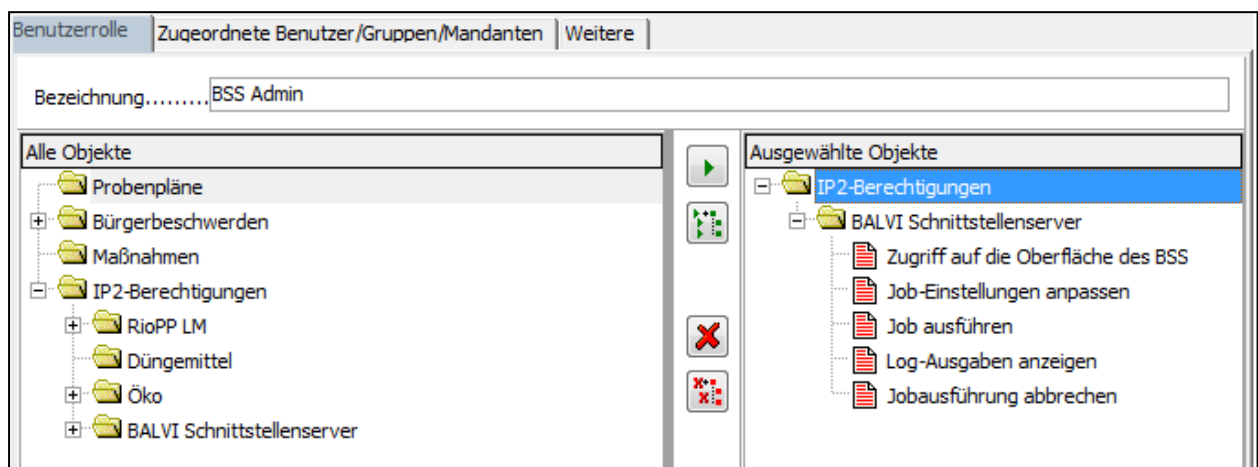 Benutzerrolle Zugeordnete Benutzer/Gruppen/Mandanten Weitere
Bezeichnung.........BSS Admin
Alle Objekte
Probenpläne
Bürgerbeschwerden
Maßnahmen
IP2-Berechtigungen
RioPP LM
Düngemittel
Öko
BALVI Schnittstellenserver
Ausgewählte Objekte
IP2-Berechtigungen
BALVI Schnittstellenserver
Zugriff auf die Oberfläche des BSS
Job-Einstellungen anpassen
Job ausführen
Log-Ausgaben anzeigen
Jobausführung abbrechen